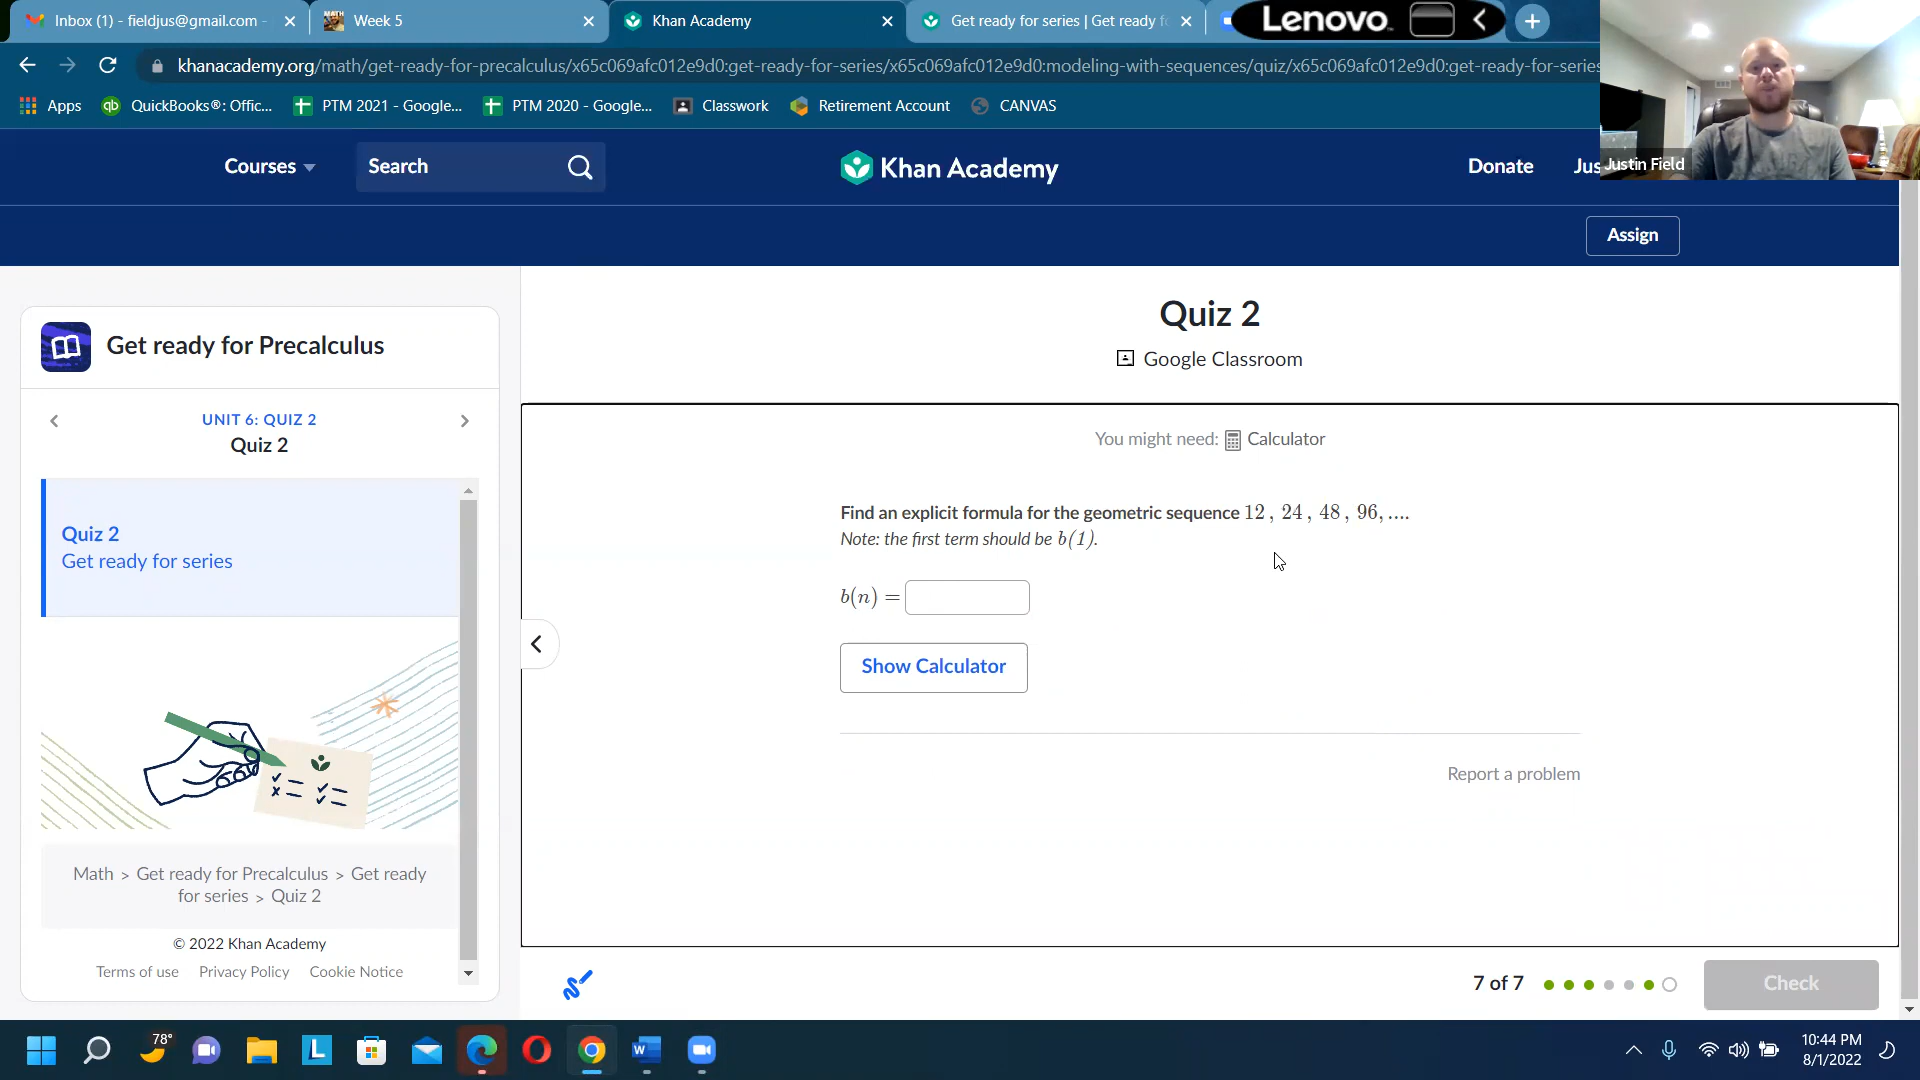 Inbox (1) - fieldjus@gmail.com -
Week 5
Khan Academy
Get ready for series | Get ready fo
Lenovo
khanacademy.org/math/get-ready-for-precalculus/x65c069afc012e9d0:get-ready-for-series/x65c069afc012e9d0:modeling-with-sequences/quiz/x65c069afc012e9d0:get-ready-for-series
Apps
QuickBooks®: Offic...
PTM 2021 - Google...
PTM 2020 - Google...
Classwork
Retirement Account
CANVAS
Justin Field
Courses
Search
Khan Academy
Donate
Jus
Assign
Get ready for Precalculus
UNIT 6: QUIZ 2
Quiz 2
Quiz 2
Get ready for series
Math > Get ready for Precalculus > Get ready
for series > Quiz 2
© 2022 Khan Academy
Terms of use Privacy Policy Cookie Notice
Quiz 2
Google Classroom
You might need: Calculator
Find an explicit formula for the geometric sequence 12 , 24 , 48 , 96, ....
Note: the first term should be b(1).
b(n) =
Show Calculator
Report a problem
7 of 7
Check
78°
10:44 PM
8/1/2022